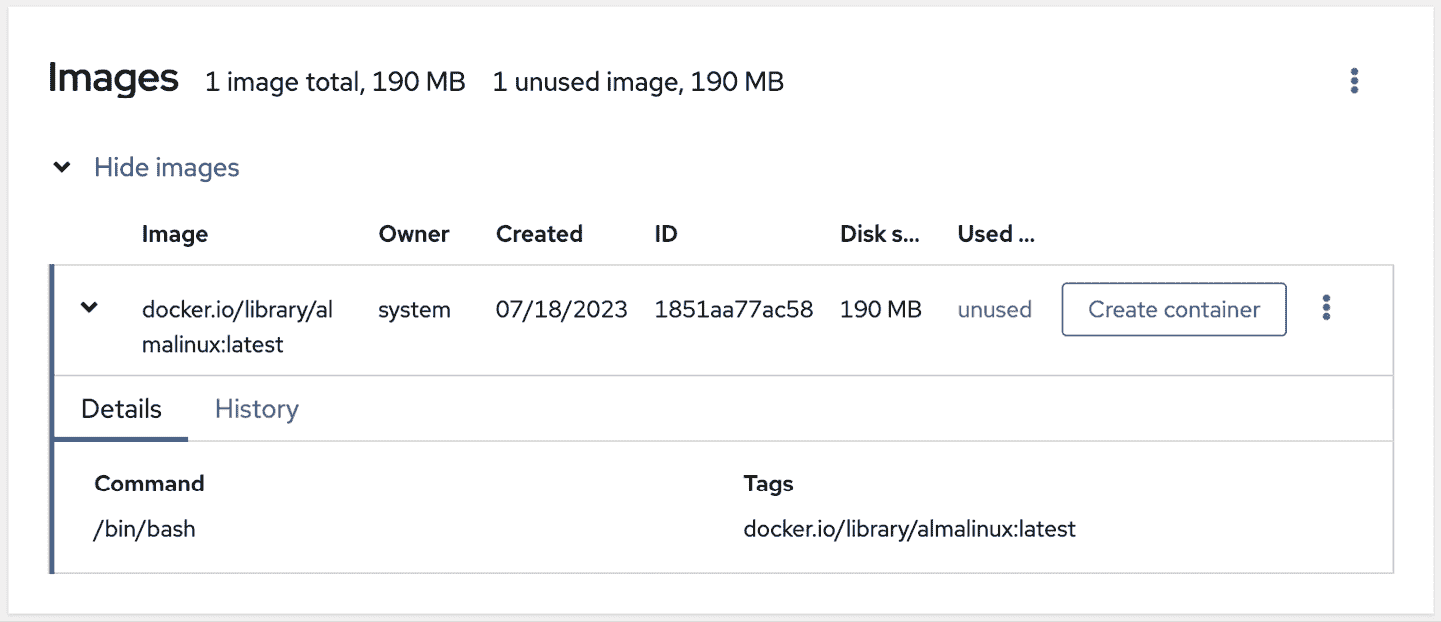 Images 1 image total, 190 MB 1 unused image, 190 MB
Hide images
Image Owner Created ID Disk s... Used ...
docker.io/library/al system 07/18/2023 1851aa77ac58 190 MB unused Create container
malinux:latest
Details History
Command Tags
/bin/bash docker.io/library/almalinux:latest